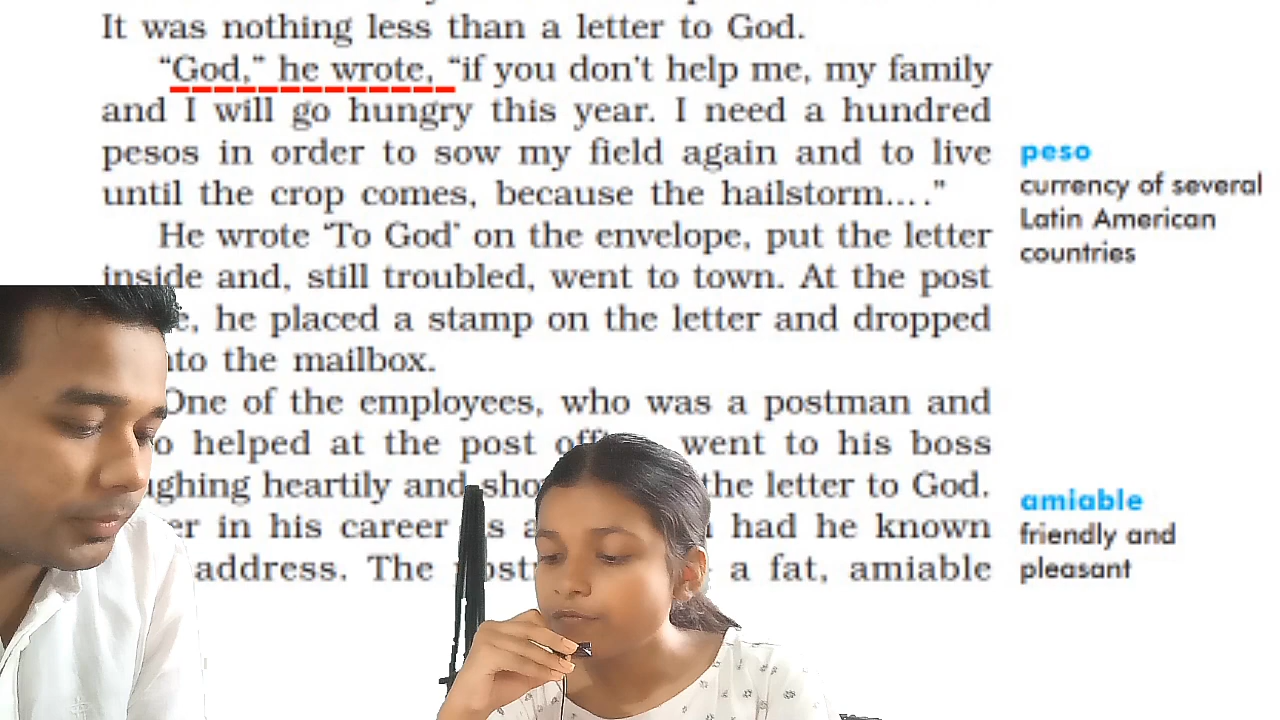 It was nothing less than a letter to God.
“God,” he wrote, “if you don't help me, my family
and I will go hungry this year. I need a hundred
pesos in order to sow my field again and to live
until the crop comes, because the hailstorm....”
He wrote ‘To God’ on the envelope, put the letter
inside and, still troubled, went to town. At the post
he placed a stamp on the letter and dropped
the mailbox.
One of the employees, who was a postman and
helped at the post went to his boss
heartily and the letter to God.
in his career had he known
address. The a fat, amiable
peso
currency of several
Latin American
countries
amiable
friendly and
pleasant